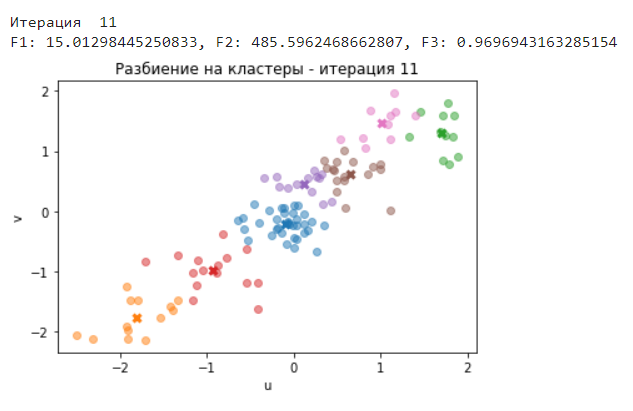 Итерация  11
F1: 15.01298445250833, F2: 485.5962468662807, F3: 0.9696943163285154
Разбиение на кластеры - итерация 11
2
1
0
−1
−2
v
−2 −1 0 1 2
u